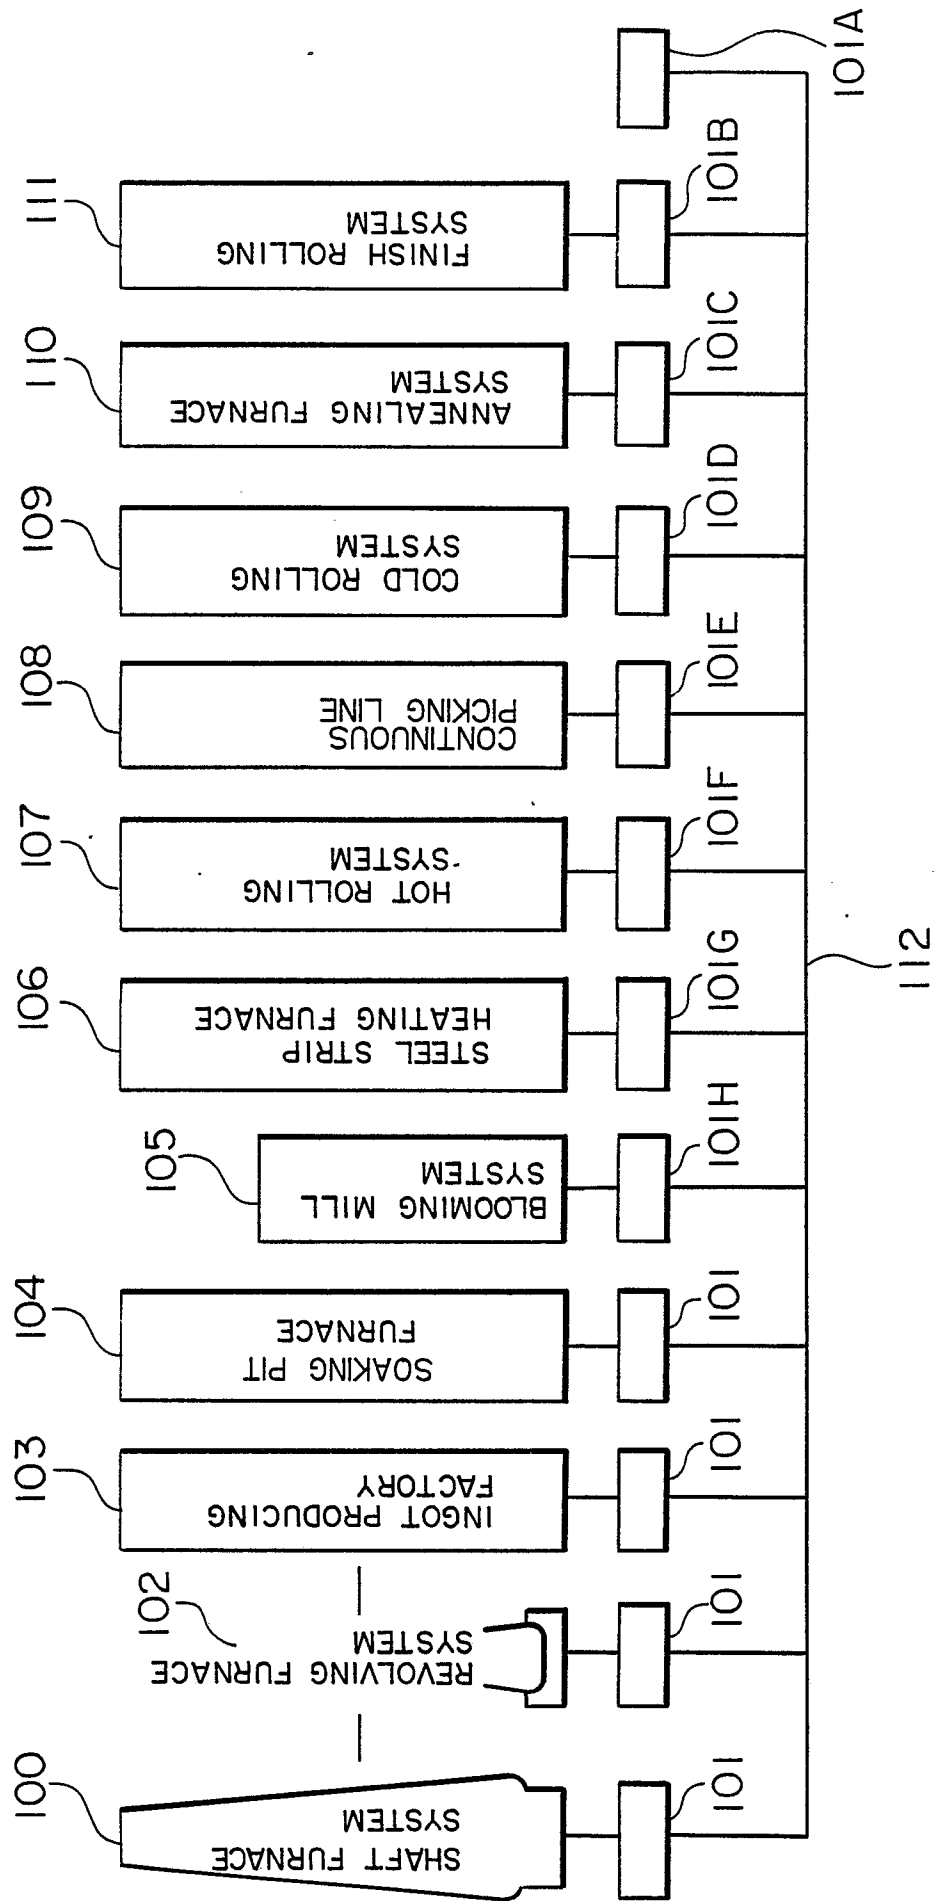 100
SHAFT FURNACE
SYSTEM
101
102
REVOLVING FURNACE
SYSTEM
101
103
INGOT PRODUCING
FACTORY
101
104
SOAKING PIT
FURNACE
101
105
BLOOMING MILL
SYSTEM
101H
106
STEEL STRIP
HEATING FURNACE
101G
107
HOT ROLLING
SYSTEM
101F
108
CONTINUOUS
PICKING LINE
101E
109
COLD ROLLING
SYSTEM
101D
110
ANNEALING FURNACE
SYSTEM
101C
111
FINISH ROLLING
SYSTEM
101B
101A
112